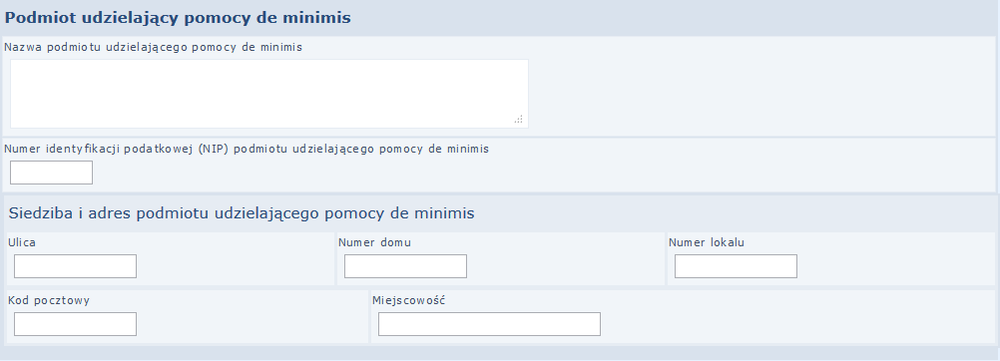 Podmiot udzielający pomocy de minimis
Nazwa podmiotu udzielającego pomocy de minimis
Numer identyfikacji podatkowej (NIP) podmiotu udzielającego pomocy de minimis
Siedziba i adres podmiotu udzielającego pomocy de minimis
Ulica Numer domu Numer lokalu
Kod pocztowy Miejscowość